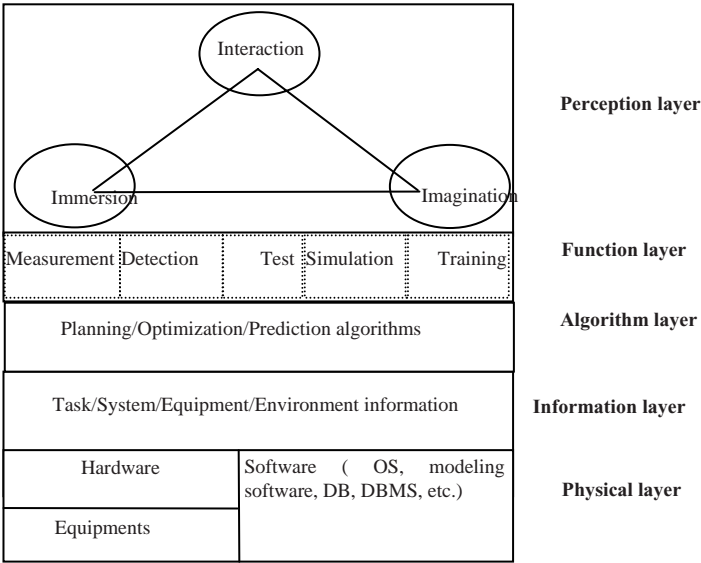 Interaction
Perception layer
Immersion
Imagination
Measurement Detection Test Simulation Training
Function layer
Planning/Optimization/Prediction algorithms
Algorithm layer
Task/System/Equipment/Environment information
Information layer
Hardware
Software ( OS, modeling
software, DB, DBMS, etc.)
Physical layer
Equipments